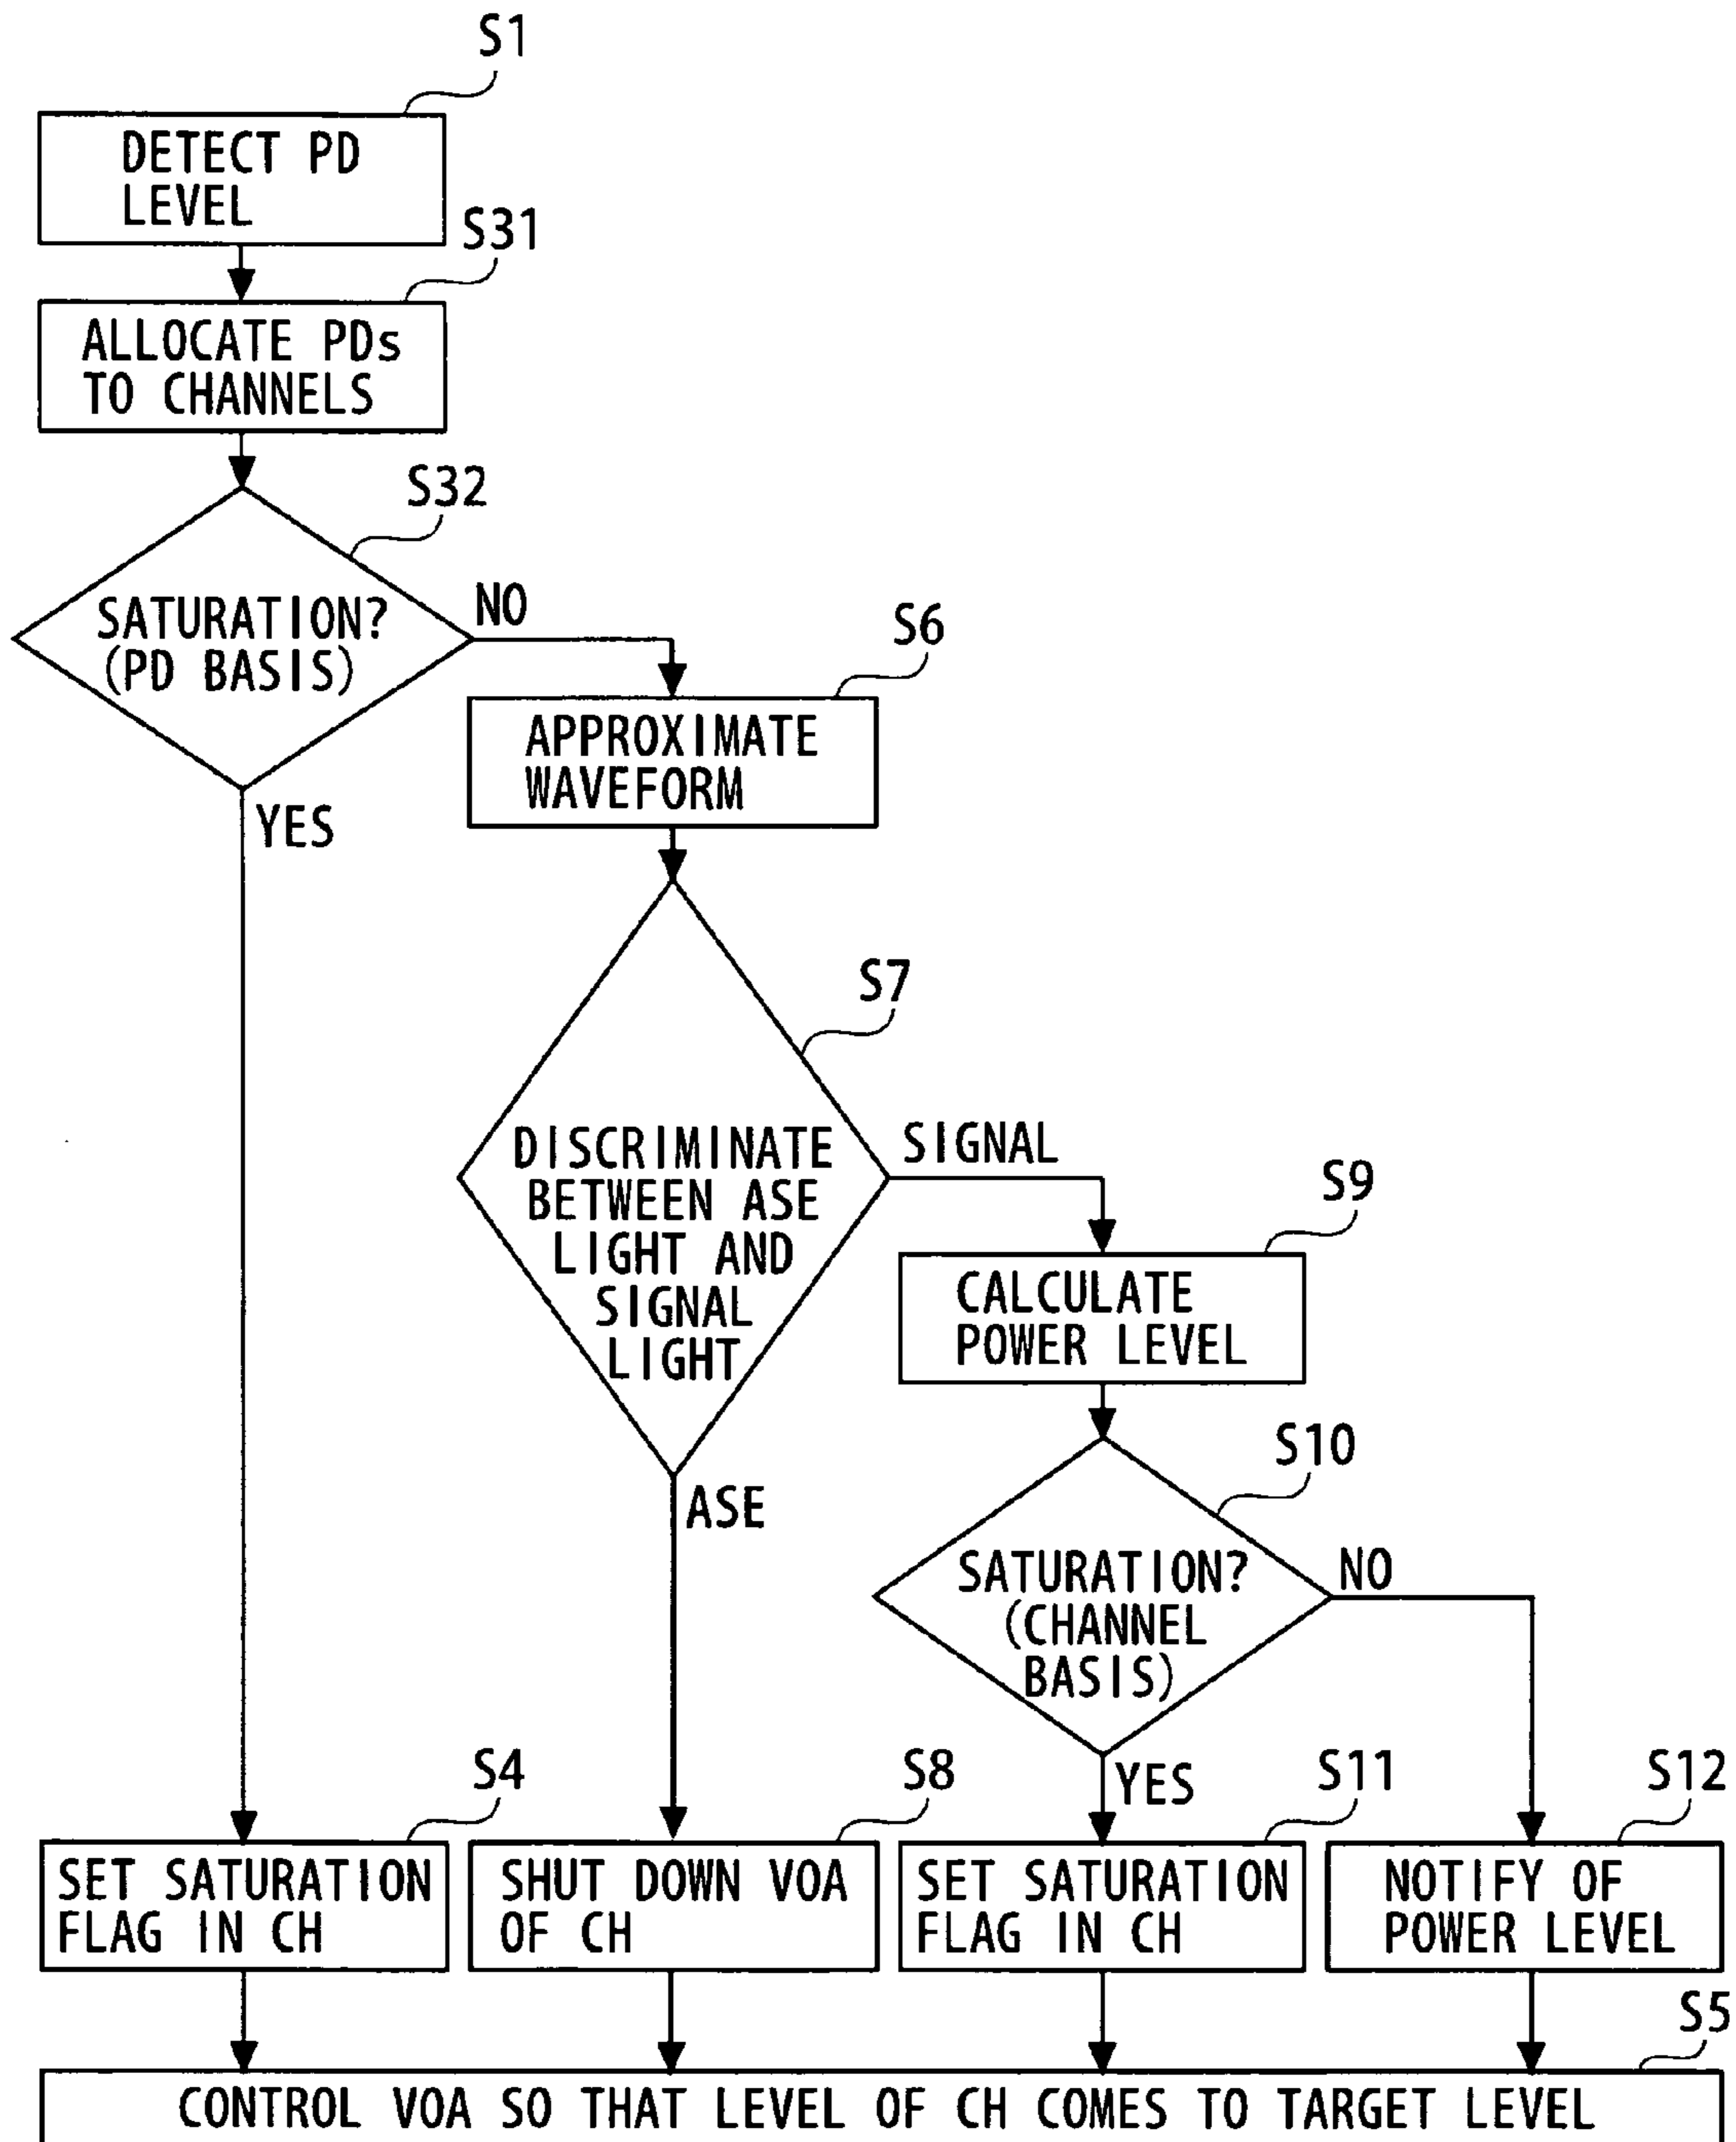 S1
DETECT PD
LEVEL
S31
ALLOCATE PDs
TO CHANNELS
S32
SATURATION?
(PD BASIS)
NO
YES
S6
APPROXIMATE
WAVEFORM
S7
DISCRIMINATE
BETWEEN ASE
LIGHT AND
SIGNAL
LIGHT
SIGNAL
ASE
S9
CALCULATE
POWER LEVEL
S10
SATURATION?
(CHANNEL
BASIS)
NO
YES
S4
SET SATURATION
FLAG IN CH
S8
SHUT DOWN VOA
OF CH
S11
SET SATURATION
FLAG IN CH
S12
NOTIFY OF
POWER LEVEL
S5
CONTROL VOA SO THAT LEVEL OF CH COMES TO TARGET LEVEL